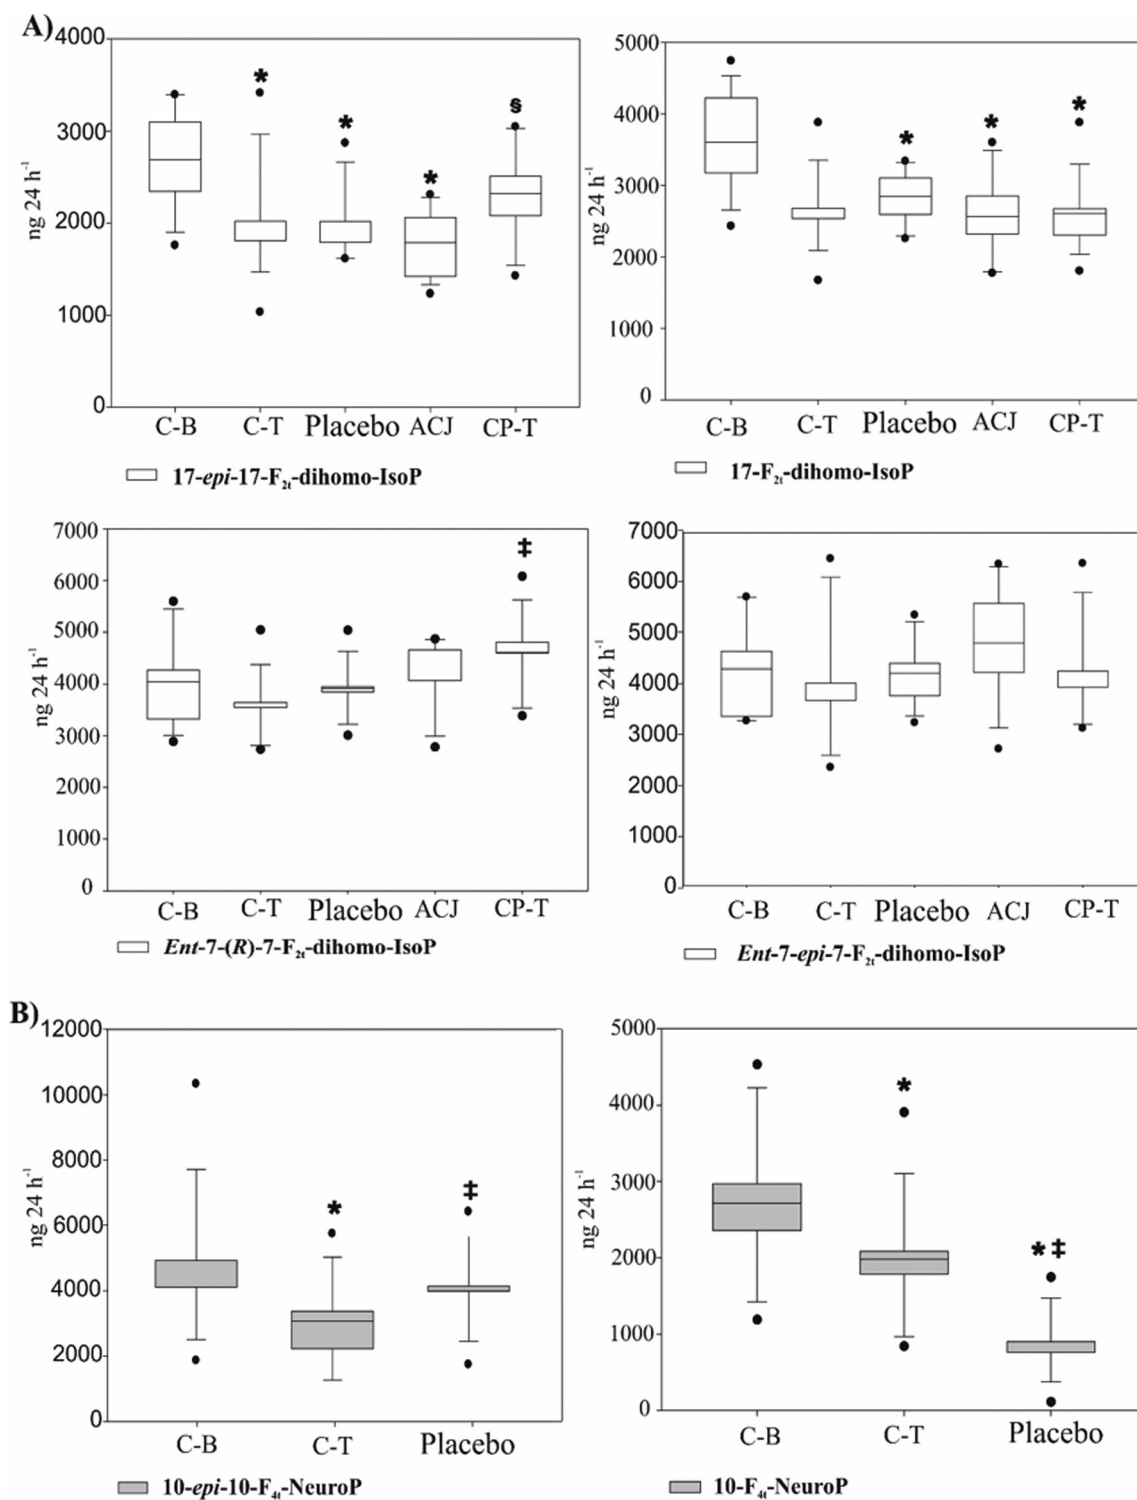 A)
4000
3000
2000
1000
0
ng 24 h⁻¹
*
*
*
§
C-B C-T Placebo ACJ CP-T
17-epi-17-F₂ₜ-dihomo-IsoP
5000
4000
3000
2000
1000
0
ng 24 h⁻¹
*
*
*
C-B C-T Placebo ACJ CP-T
17-F₂ₜ-dihomo-IsoP
7000
6000
5000
4000
3000
2000
1000
0
ng 24 h⁻¹
‡
C-B C-T Placebo ACJ CP-T
Ent-7-(R)-7-F₂ₜ-dihomo-IsoP
7000
6000
5000
4000
3000
2000
1000
0
ng 24 h⁻¹
C-B C-T Placebo ACJ CP-T
Ent-7-epi-7-F₂ₜ-dihomo-IsoP
B)
12000
10000
8000
6000
4000
2000
0
ng 24 h⁻¹
*
‡
C-B C-T Placebo
10-epi-10-F₄ₜ-NeuroP
5000
4000
3000
2000
1000
0
ng 24 h⁻¹
*
* ‡
C-B C-T Placebo
10-F₄ₜ-NeuroP